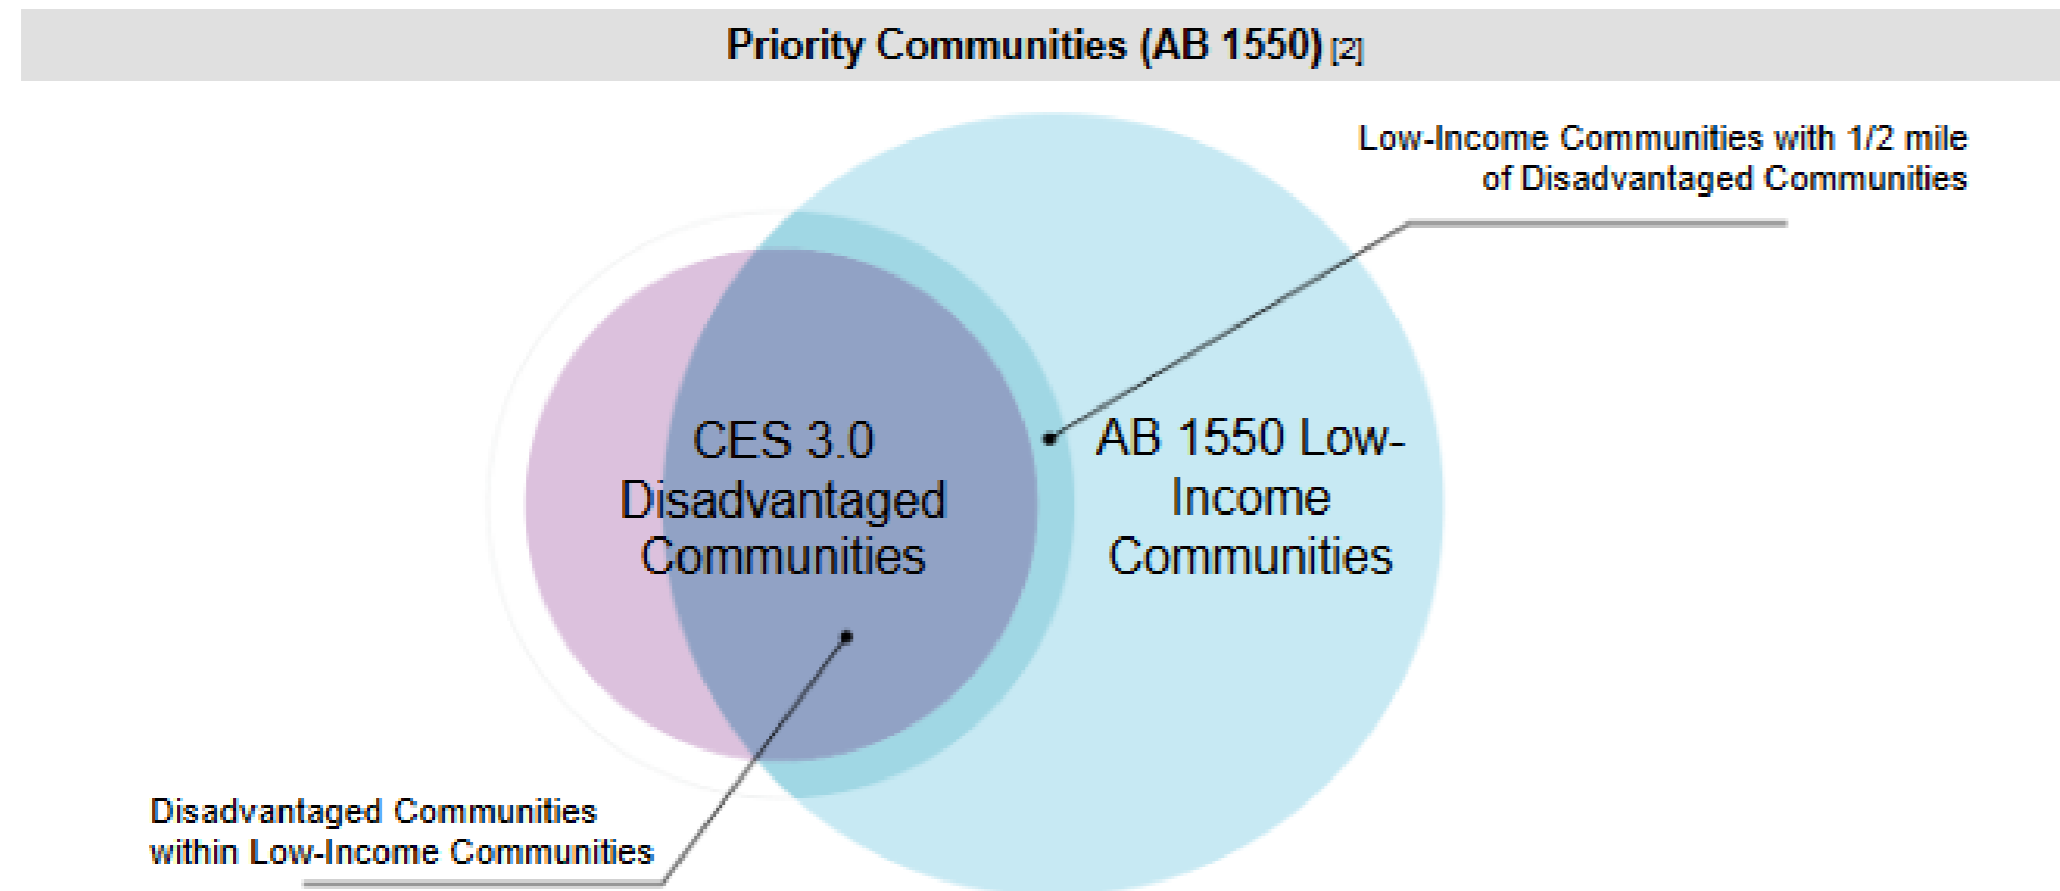 Priority Communities (AB 1550) [2]
Low-Income Communities with 1/2 mile
of Disadvantaged Communities
CES 3.0
Disadvantaged
Communities
AB 1550 Low-
Income
Communities
Disadvantaged Communities
within Low-Income Communities